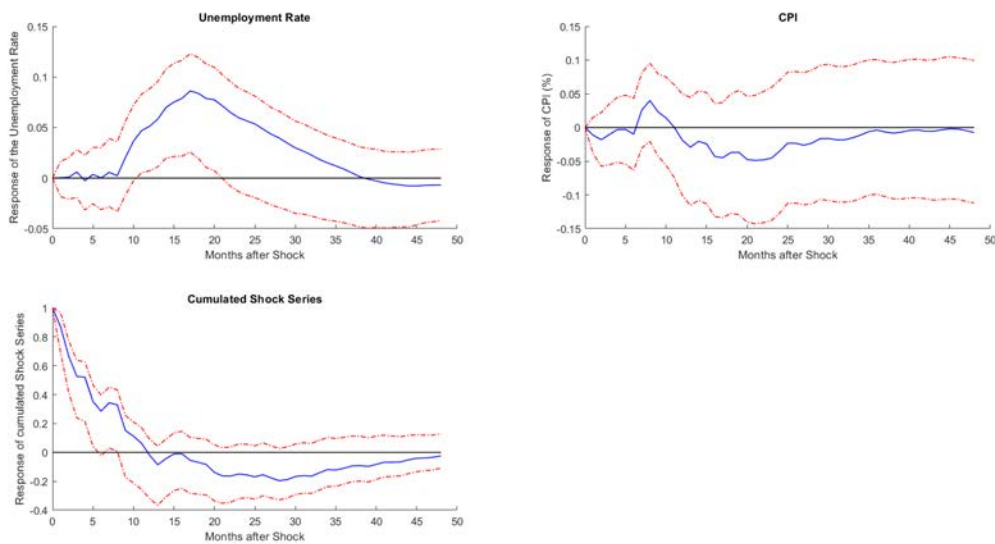 Unemployment Rate
Response of the Unemployment Rate
0.15
0.1
0.05
0
-0.05
0 5 10 15 20 25 30 35 40 45 50
Months after Shock
CPI
Response of CPI (%)
0.15
0.1
0.05
0
-0.05
-0.1
-0.15
0 5 10 15 20 25 30 35 40 45 50
Months after Shock
Cumulated Shock Series
Response of cumulated Shock Series
1
0.8
0.6
0.4
0.2
0
-0.2
-0.4
0 5 10 15 20 25 30 35 40 45 50
Months after Shock